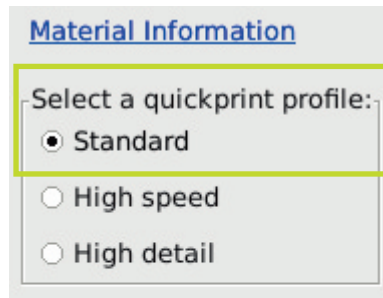 Material Information
Select a quickprint profile:
Standard
High speed
High detail